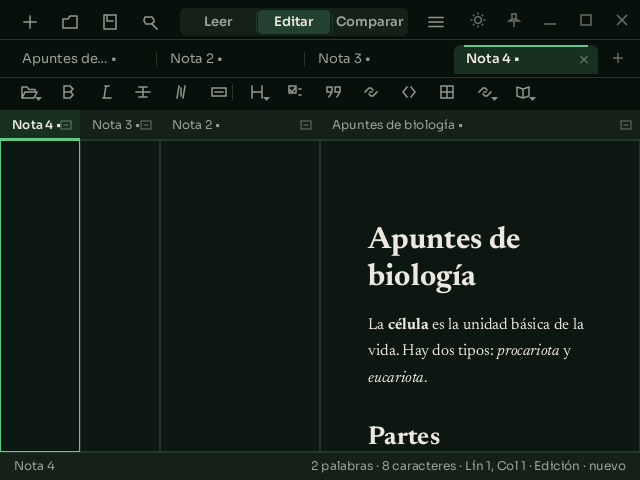 Leer Editar Comparar
Apuntes de... ▪ Nota 2 ▪ Nota 3 ▪ Nota 4 ▪
Nota 4 ▪ Nota 3 ▪ Nota 2 ▪ Apuntes de biología ▪
Apuntes de
biología
La célula es la unidad básica de la
vida. Hay dos tipos: procariota y
eucariota.
Partes
Nota 4 2 palabras · 8 caracteres · Lín 1, Col 1 · Edición · nuevo